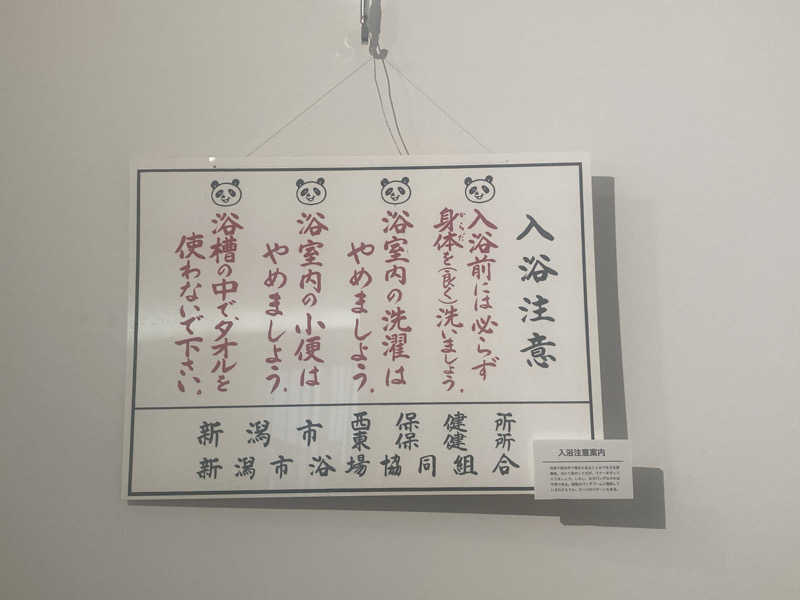 入浴注意
入浴前には必らず
身体を(良く)洗いましょう。
からだ
浴室内の洗濯は
やめましょう。
浴室内の小便は
やめましょう。
浴槽の中で、タオルを
使わないで下さい。
新潟市西保健所
東保健所
新潟市浴場協同組合
入浴注意案内